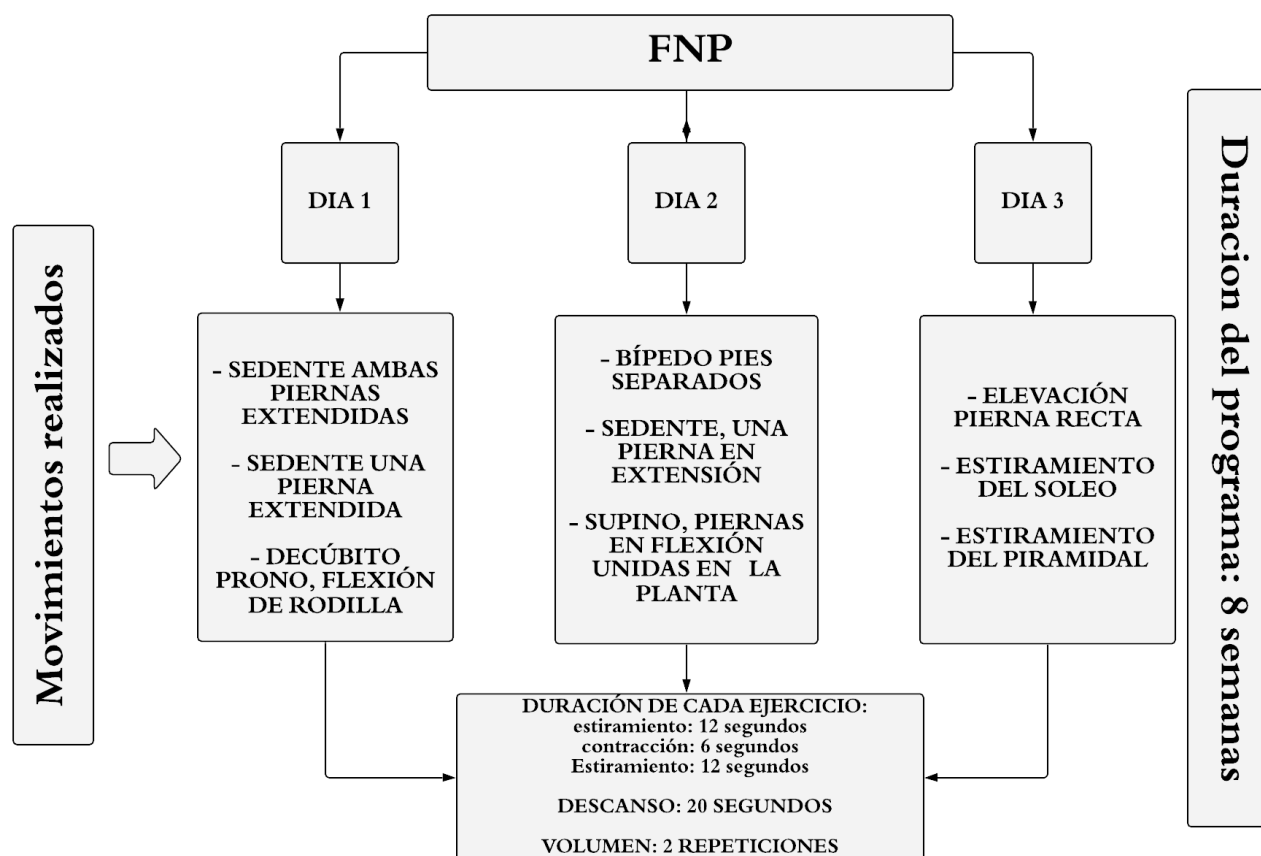 FNP
DIA 1
DIA 2
DIA 3
Movimientos realizados
- SEDENTE AMBAS
PIERNAS
EXTENDIDAS
- SEDENTE UNA
PIERNA
EXTENDIDA
- DECÚBITO
PRONO, FLEXIÓN
DE RODILLA
- BÍPEDO PIES
SEPARADOS
- SEDENTE, UNA
PIERNA EN
EXTENSIÓN
- SUPINO, PIERNAS
EN FLEXIÓN
UNIDAS EN LA
PLANTA
- ELEVACIÓN
PIERNA RECTA
- ESTIRAMIENTO
DEL SOLEO
- ESTIRAMIENTO
DEL PIRAMIDAL
Duracion del programa: 8 semanas
DURACIÓN DE CADA EJERCICIO:
estiramiento: 12 segundos
contracción: 6 segundos
Estiramiento: 12 segundos
DESCANSO: 20 SEGUNDOS
VOLUMEN: 2 REPETICIONES